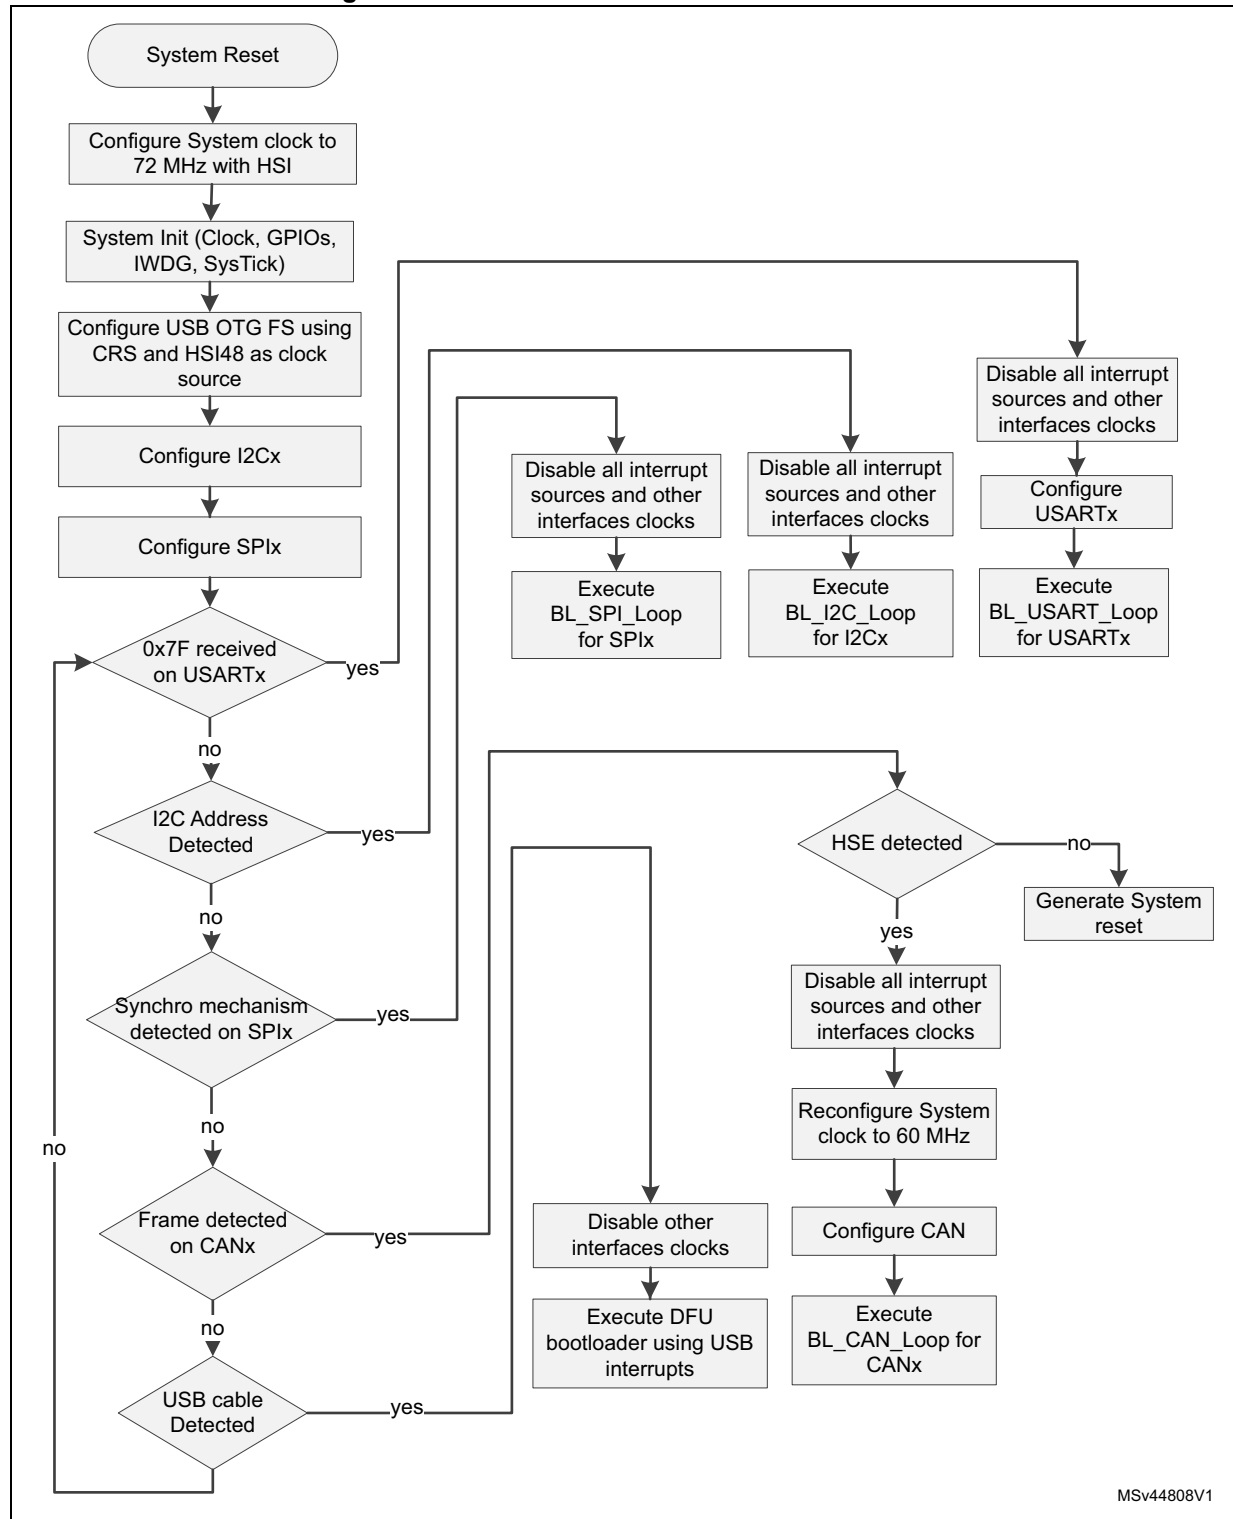 System Reset
Configure System clock to
72 MHz with HSI
System Init (Clock, GPIOs,
IWDG, SysTick)
Configure USB OTG FS using
CRS and HSI48 as clock
source
Configure I2Cx
Configure SPIx
0x7F received
on USARTx
yes
no
I2C Address
Detected
yes
no
Synchro mechanism
detected on SPIx
yes
no
Frame detected
on CANx
yes
no
USB cable
Detected
yes
no
Disable all interrupt
sources and other
interfaces clocks
Execute
BL_SPI_Loop
for SPIx
Disable all interrupt
sources and other
interfaces clocks
Execute
BL_I2C_Loop
for I2Cx
Disable all interrupt
sources and other
interfaces clocks
Configure
USARTx
Execute
BL_USART_Loop
for USARTx
HSE detected
no
Generate System
reset
yes
Disable all interrupt
sources and other
interfaces clocks
Reconfigure System
clock to 60 MHz
Configure CAN
Execute
BL_CAN_Loop for
CANx
Disable other
interfaces clocks
Execute DFU
bootloader using USB
interrupts
MSv44808V1